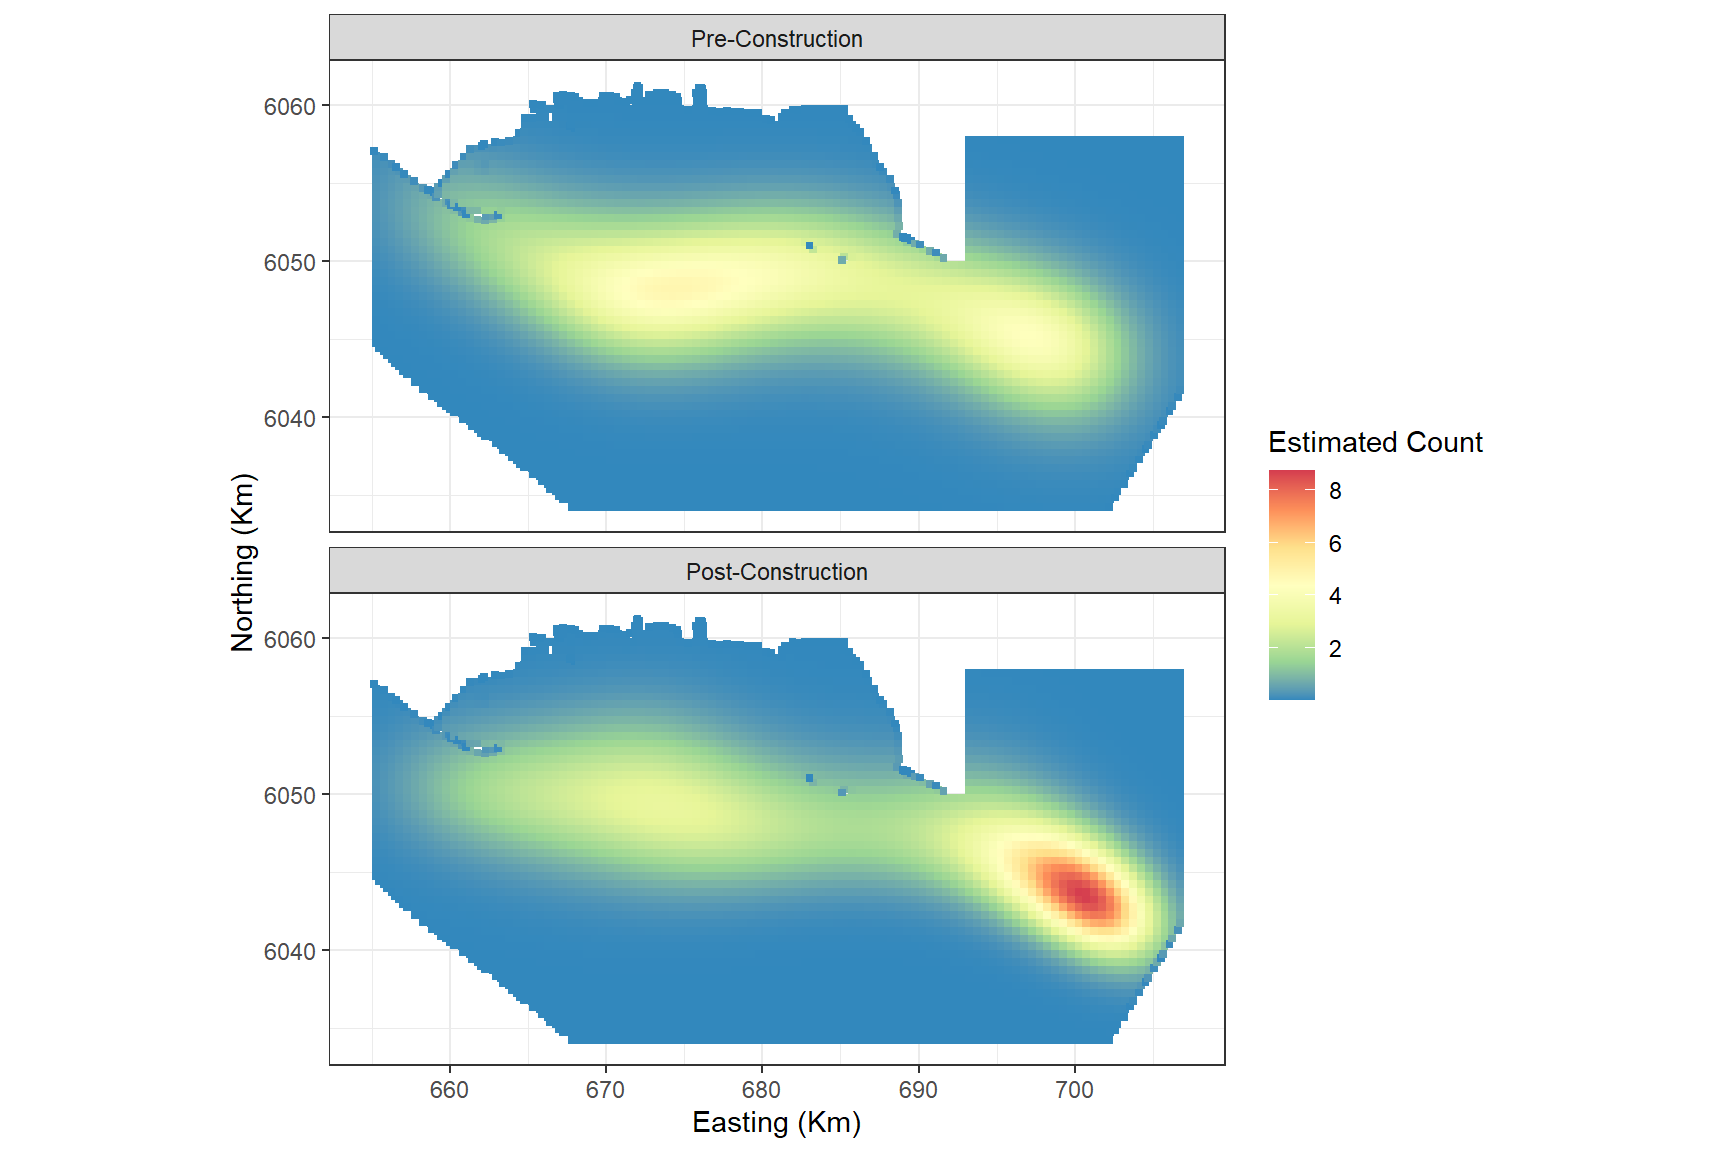 Pre-Construction
6060
6050
6040
Post-Construction
6060
6050
6040
660 670 680 690 700
Easting (Km)
Northing (Km)
Estimated Count
8
6
4
2